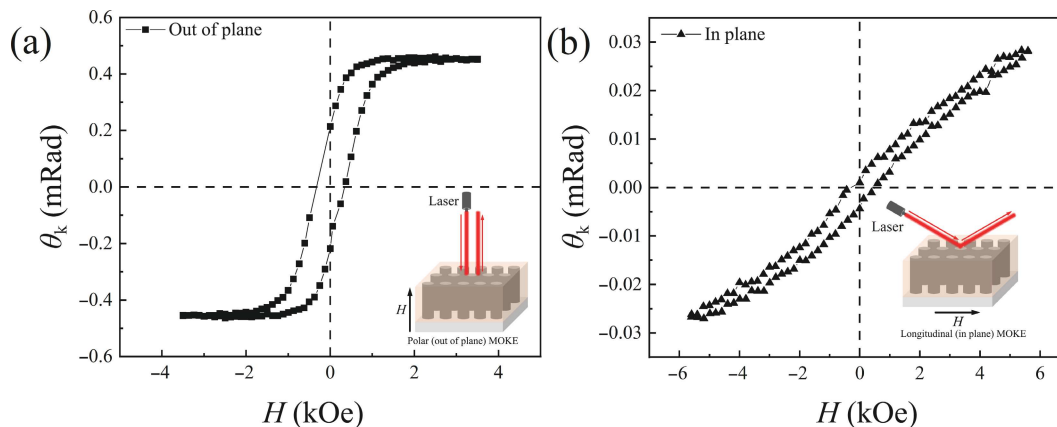 (a)
Out of plane
0.6
0.4
0.2
0.0
−0.2
−0.4
−0.6
θk (mRad)
−4
−2
0
2
4
H (kOe)
Laser
H
Polar (out of plane) MOKE
(b)
In plane
0.03
0.02
0.01
0.00
−0.01
−0.02
−0.03
θk (mRad)
−6
−4
−2
0
2
4
6
H (kOe)
Laser
H
Longitudinal (in plane) MOKE